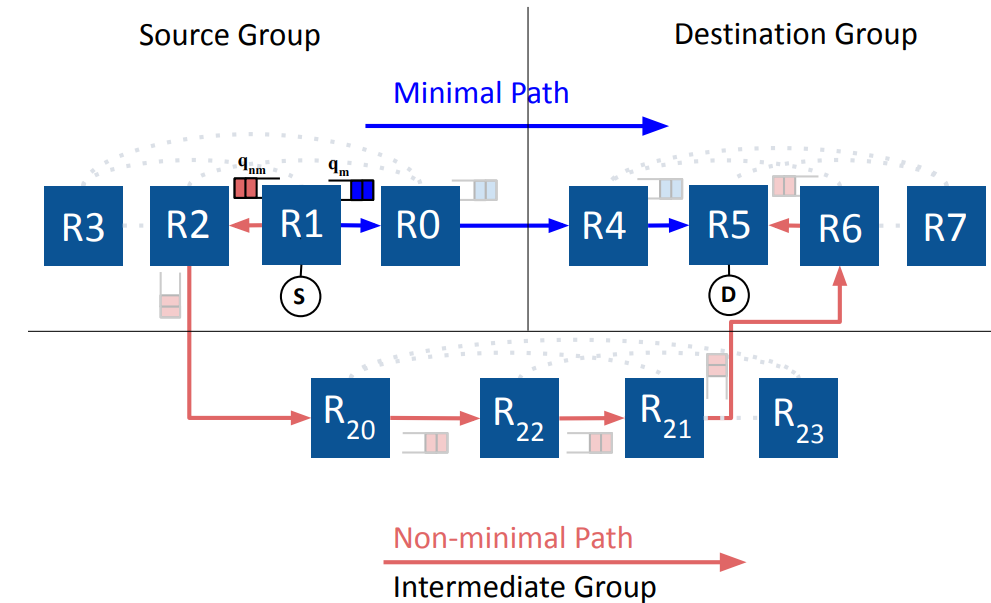 Source Group
Destination Group
Minimal Path
qnm
qm
R3
R2
R1
R0
R4
R5
R6
R7
S
D
R20
R22
R21
R23
Non-minimal Path
Intermediate Group